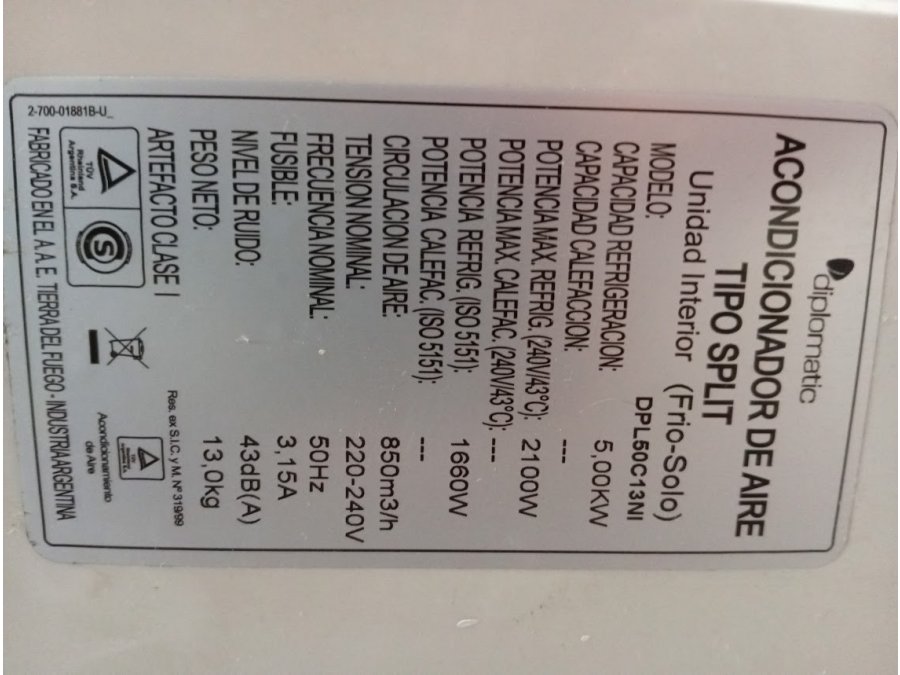 diplomatic
ACONDICIONADOR DE AIRE
TIPO SPLIT
Unidad Interior (Frio-Solo)
MODELO: DPL50C13NI
CAPACIDAD REFRIGERACION: 5,00KW
CAPACIDAD CALEFACCION: ---
POTENCIA MAX. REFRIG. (240V/43°C): 2100W
POTENCIA MAX. CALEFAC. (240V/43°C): ---
POTENCIA REFRIG. (ISO 5151): 1660W
POTENCIA CALEFAC. (ISO 5151): ---
CIRCULACION DE AIRE: 850m3/h
TENSION NOMINAL: 220-240V
FRECUENCIA NOMINAL: 50Hz
FUSIBLE: 3,15A
NIVEL DE RUIDO: 43dB(A)
PESO NETO: 13,0kg
ARTEFACTO CLASE I
Res. ex S.I.C. y M. Nº 319/99
TÜV
Rheinland
Argentina S.A.
S
Acondicionamiento
de Aire
FABRICADO EN EL A.A.E. TIERRA DEL FUEGO - INDUSTRIA ARGENTINA
2-700-01881B-U_